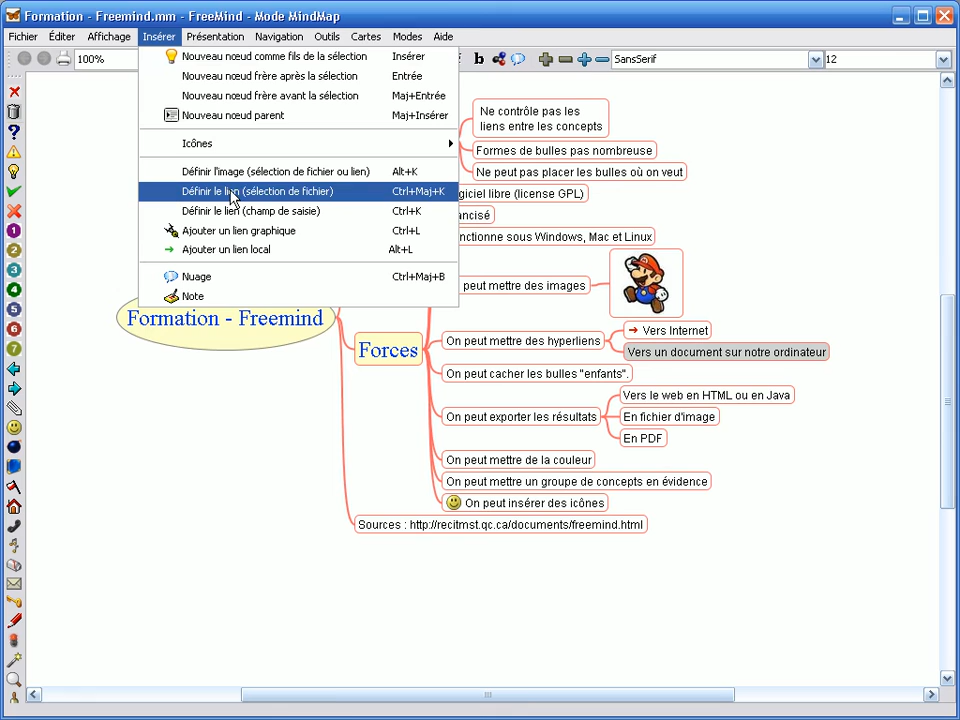 Formation - Freemind.mm - FreeMind - Mode MindMap
Fichier Éditer Affichage Insérer Présentation Navigation Outils Cartes Modes Aide
100% b SansSerif 12
Nouveau nœud comme fils de la sélection Insérer
Nouveau nœud frère après la sélection Entrée
Nouveau nœud frère avant la sélection Maj+Entrée
Nouveau nœud parent Maj+Insérer
Icônes
Définir l'image (sélection de fichier ou lien) Alt+K
Définir le lien (sélection de fichier) Ctrl+Maj+K
Définir le lien (champ de saisie) Ctrl+K
Ajouter un lien graphique Ctrl+L
Ajouter un lien local Alt+L
Nuage Ctrl+Maj+B
Note
Ne contrôle pas les
liens entre les concepts
Formes de bulles pas nombreuse
Ne peut pas placer les bulles où on veut
ogiciel libre (license GPL)
ancisé
nctionne sous Windows, Mac et Linux
peut mettre des images
Formation - Freemind
Forces
On peut mettre des hyperliens
Vers Internet
Vers un document sur notre ordinateur
On peut cacher les bulles "enfants".
On peut exporter les résultats
Vers le web en HTML ou en Java
En fichier d'image
En PDF
On peut mettre de la couleur
On peut mettre un groupe de concepts en évidence
On peut insérer des icônes
Sources : http://recitmst.qc.ca/documents/freemind.html
1
2
3
4
5
6
7